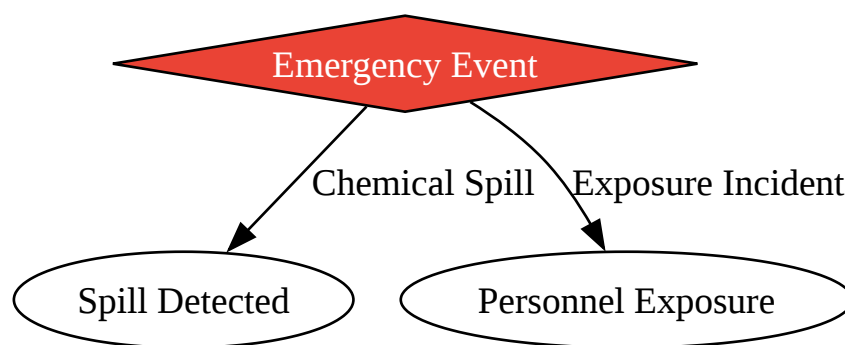 Emergency Event
Chemical Spill
Exposure Incident
Spill Detected
Personnel Exposure